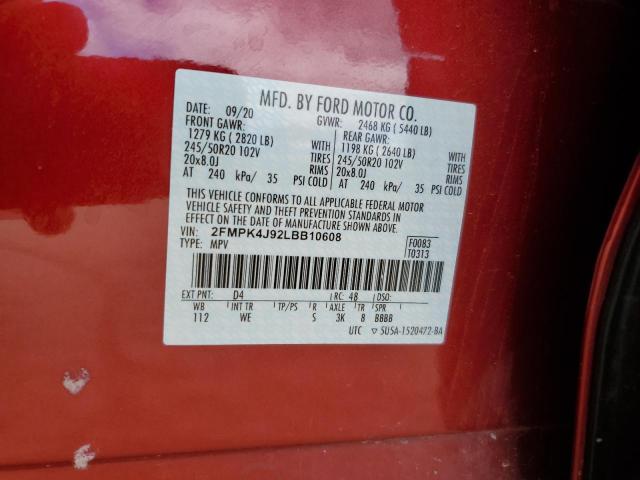 MFD. BY FORD MOTOR CO.
DATE: 09/20 GVWR: 2468 KG ( 5440 LB)
FRONT GAWR: REAR GAWR:
1279 KG ( 2820 LB) WITH 1198 KG ( 2640 LB) WITH
245/50R20 102V TIRES 245/50R20 102V TIRES
20x8.0J RIMS 20x8.0J RIMS
AT 240 kPa/ 35 PSI COLD AT 240 kPa/ 35 PSI COLD
THIS VEHICLE CONFORMS TO ALL APPLICABLE FEDERAL MOTOR
VEHICLE SAFETY AND THEFT PREVENTION STANDARDS IN
EFFECT ON THE DATE OF MANUFACTURE SHOWN ABOVE.
VIN: 2FMPK4J92LBB10608 F0083
TYPE: MPV T0313
EXT PNT: D4 RC: 48 DSO:
WB INT TR TP/PS R AXLE TR SPR
112 WE S 3K 8 BBBB
UTC 5U5A-1520472-BA